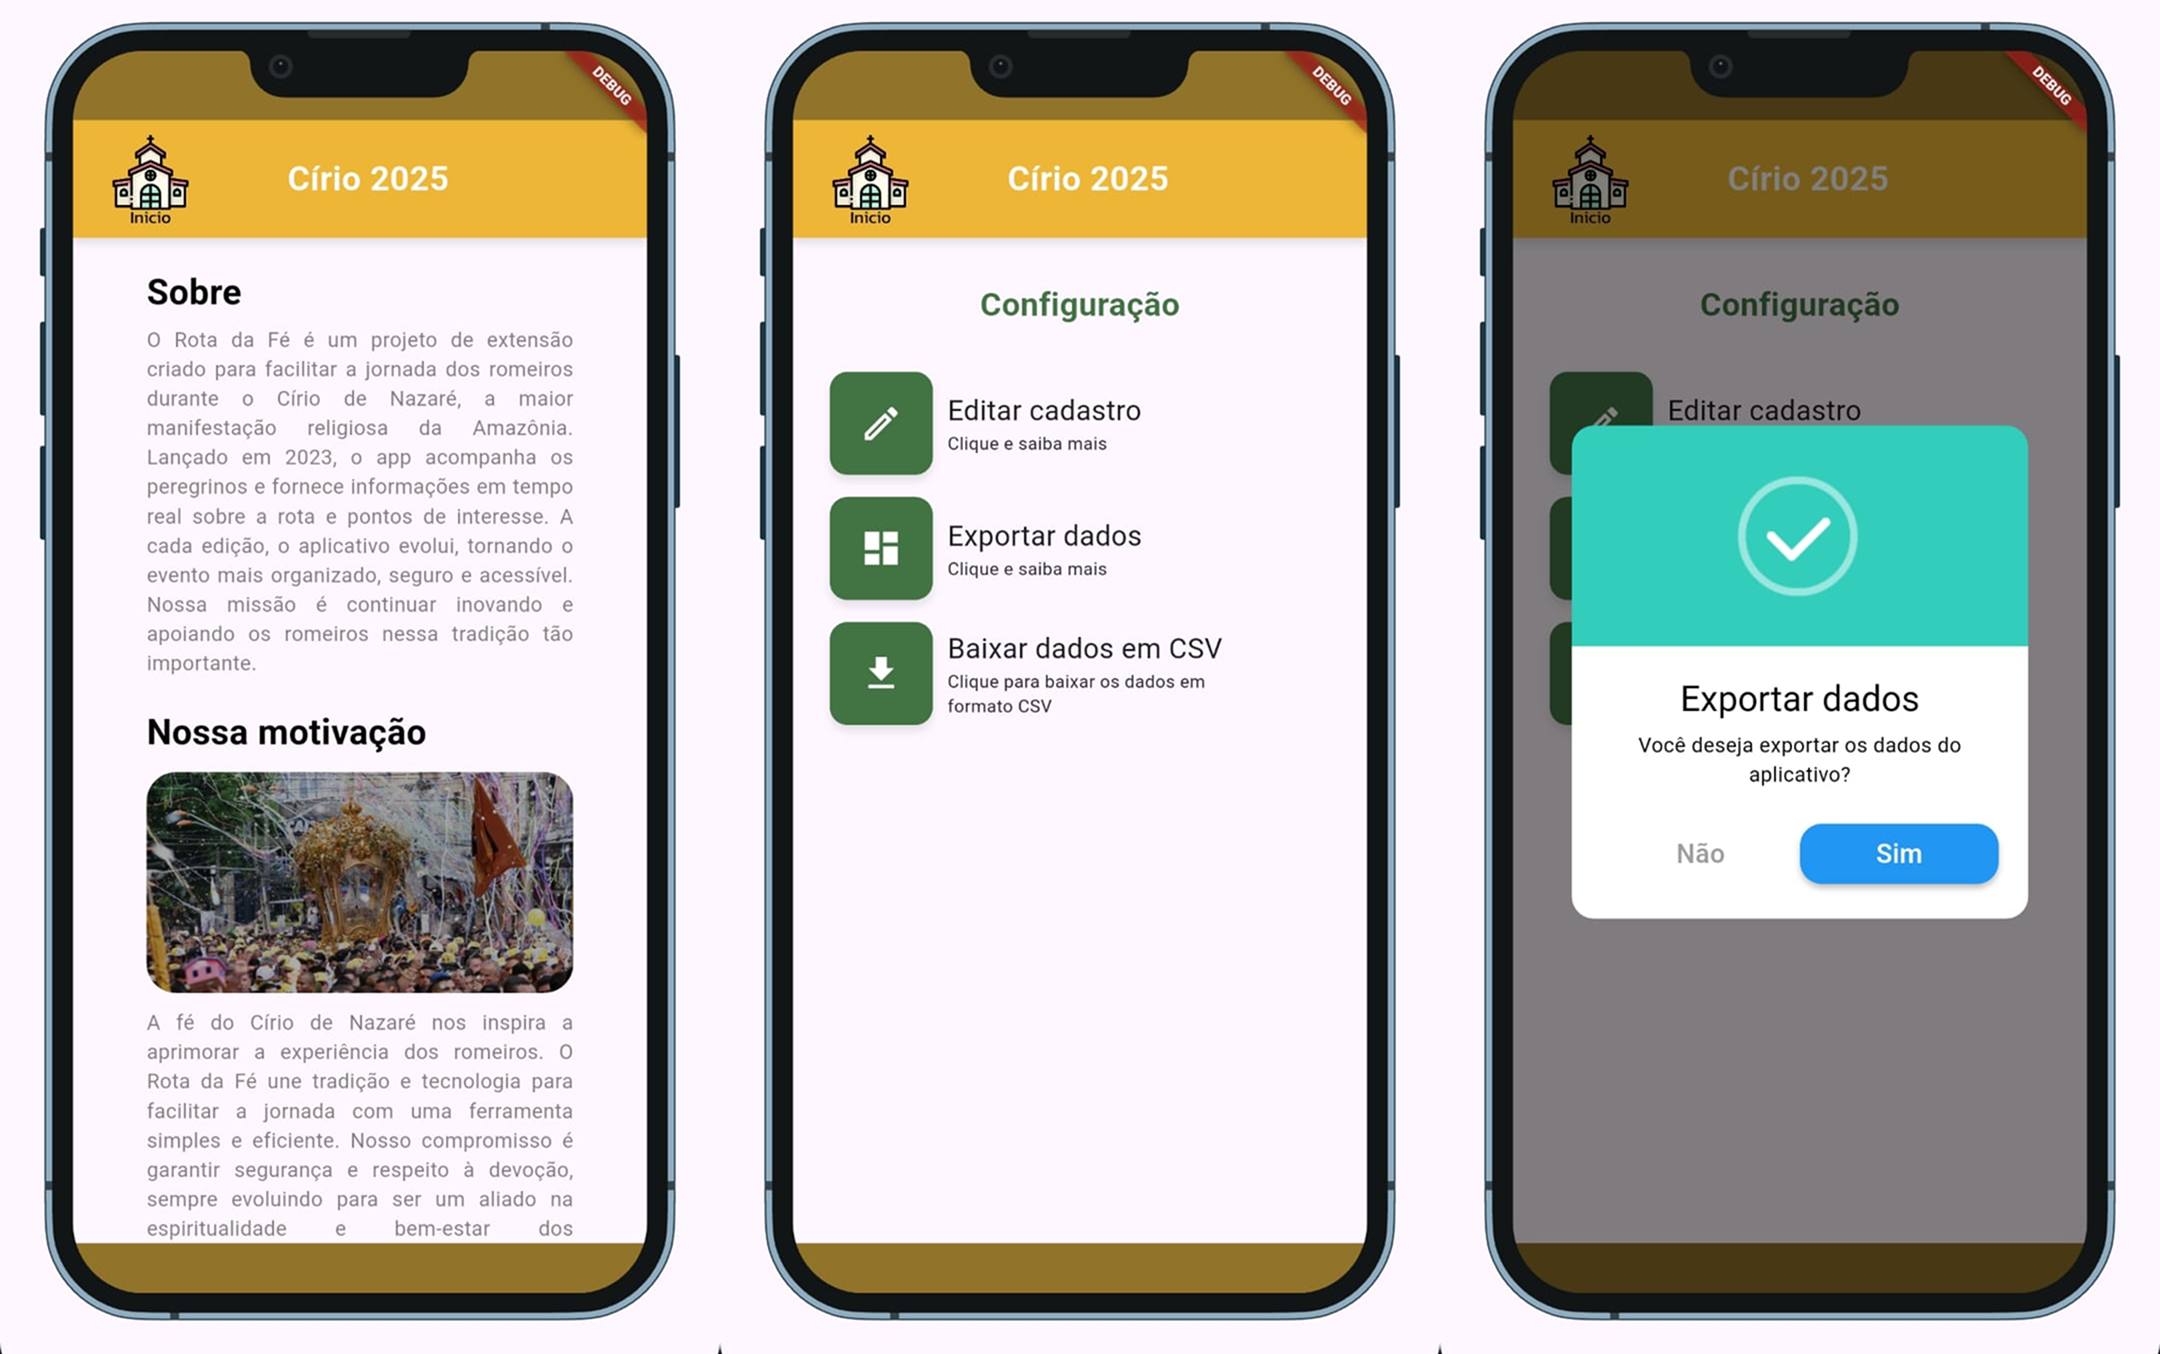 DEBUG
Inicio
Círio 2025
Sobre
O Rota da Fé é um projeto de extensão
criado para facilitar a jornada dos romeiros
durante o Círio de Nazaré, a maior
manifestação religiosa da Amazônia.
Lançado em 2023, o app acompanha os
peregrinos e fornece informações em tempo
real sobre a rota e pontos de interesse. A
cada edição, o aplicativo evolui, tornando o
evento mais organizado, seguro e acessível.
Nossa missão é continuar inovando e
apoiando os romeiros nessa tradição tão
importante.
Nossa motivação
A fé do Círio de Nazaré nos inspira a
aprimorar a experiência dos romeiros. O
Rota da Fé une tradição e tecnologia para
facilitar a jornada com uma ferramenta
simples e eficiente. Nosso compromisso é
garantir segurança e respeito à devoção,
sempre evoluindo para ser um aliado na
espiritualidade e bem-estar dos
DEBUG
Inicio
Círio 2025
Configuração
Editar cadastro
Clique e saiba mais
Exportar dados
Clique e saiba mais
Baixar dados em CSV
Clique para baixar os dados em
formato CSV
DEBUG
Inicio
Círio 2025
Configuração
Editar cadastro
Exportar dados
Você deseja exportar os dados do
aplicativo?
Não
Sim